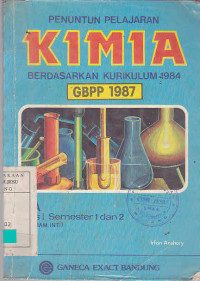 PENUNTUN PELAJARAN
KIMIA
BERDASARKAN KURIKULUM 1984
GBPP 1987
Semester 1 dan 2
Irfan Anshory
GANECA EXACT BANDUNG